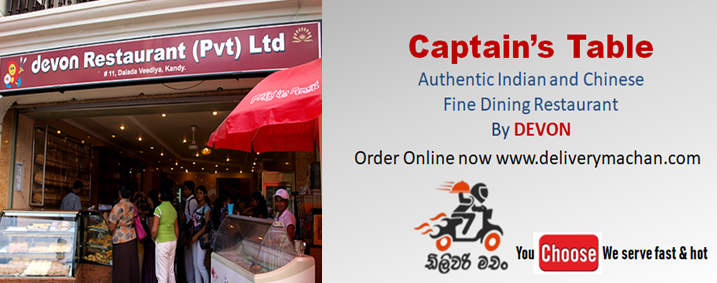 devon Restaurant (Pvt) Ltd
# 11, Dalada Veediya, Kandy.
Captain's Table
Authentic Indian and Chinese
Fine Dining Restaurant
By DEVON
Order Online now www.deliverymachan.com
7
ඩිලිවරි මචං
You Choose We serve fast & hot